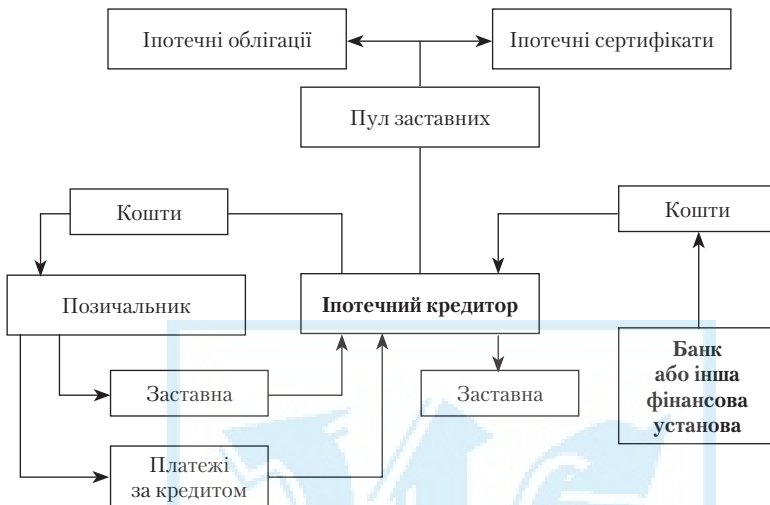 Іпотечні облігації
Іпотечні сертифікати
Пул заставних
Кошти
Кошти
Позичальник
Іпотечний кредитор
Банк
або інша
фінансова
установа
Заставна
Заставна
Платежі
за кредитом